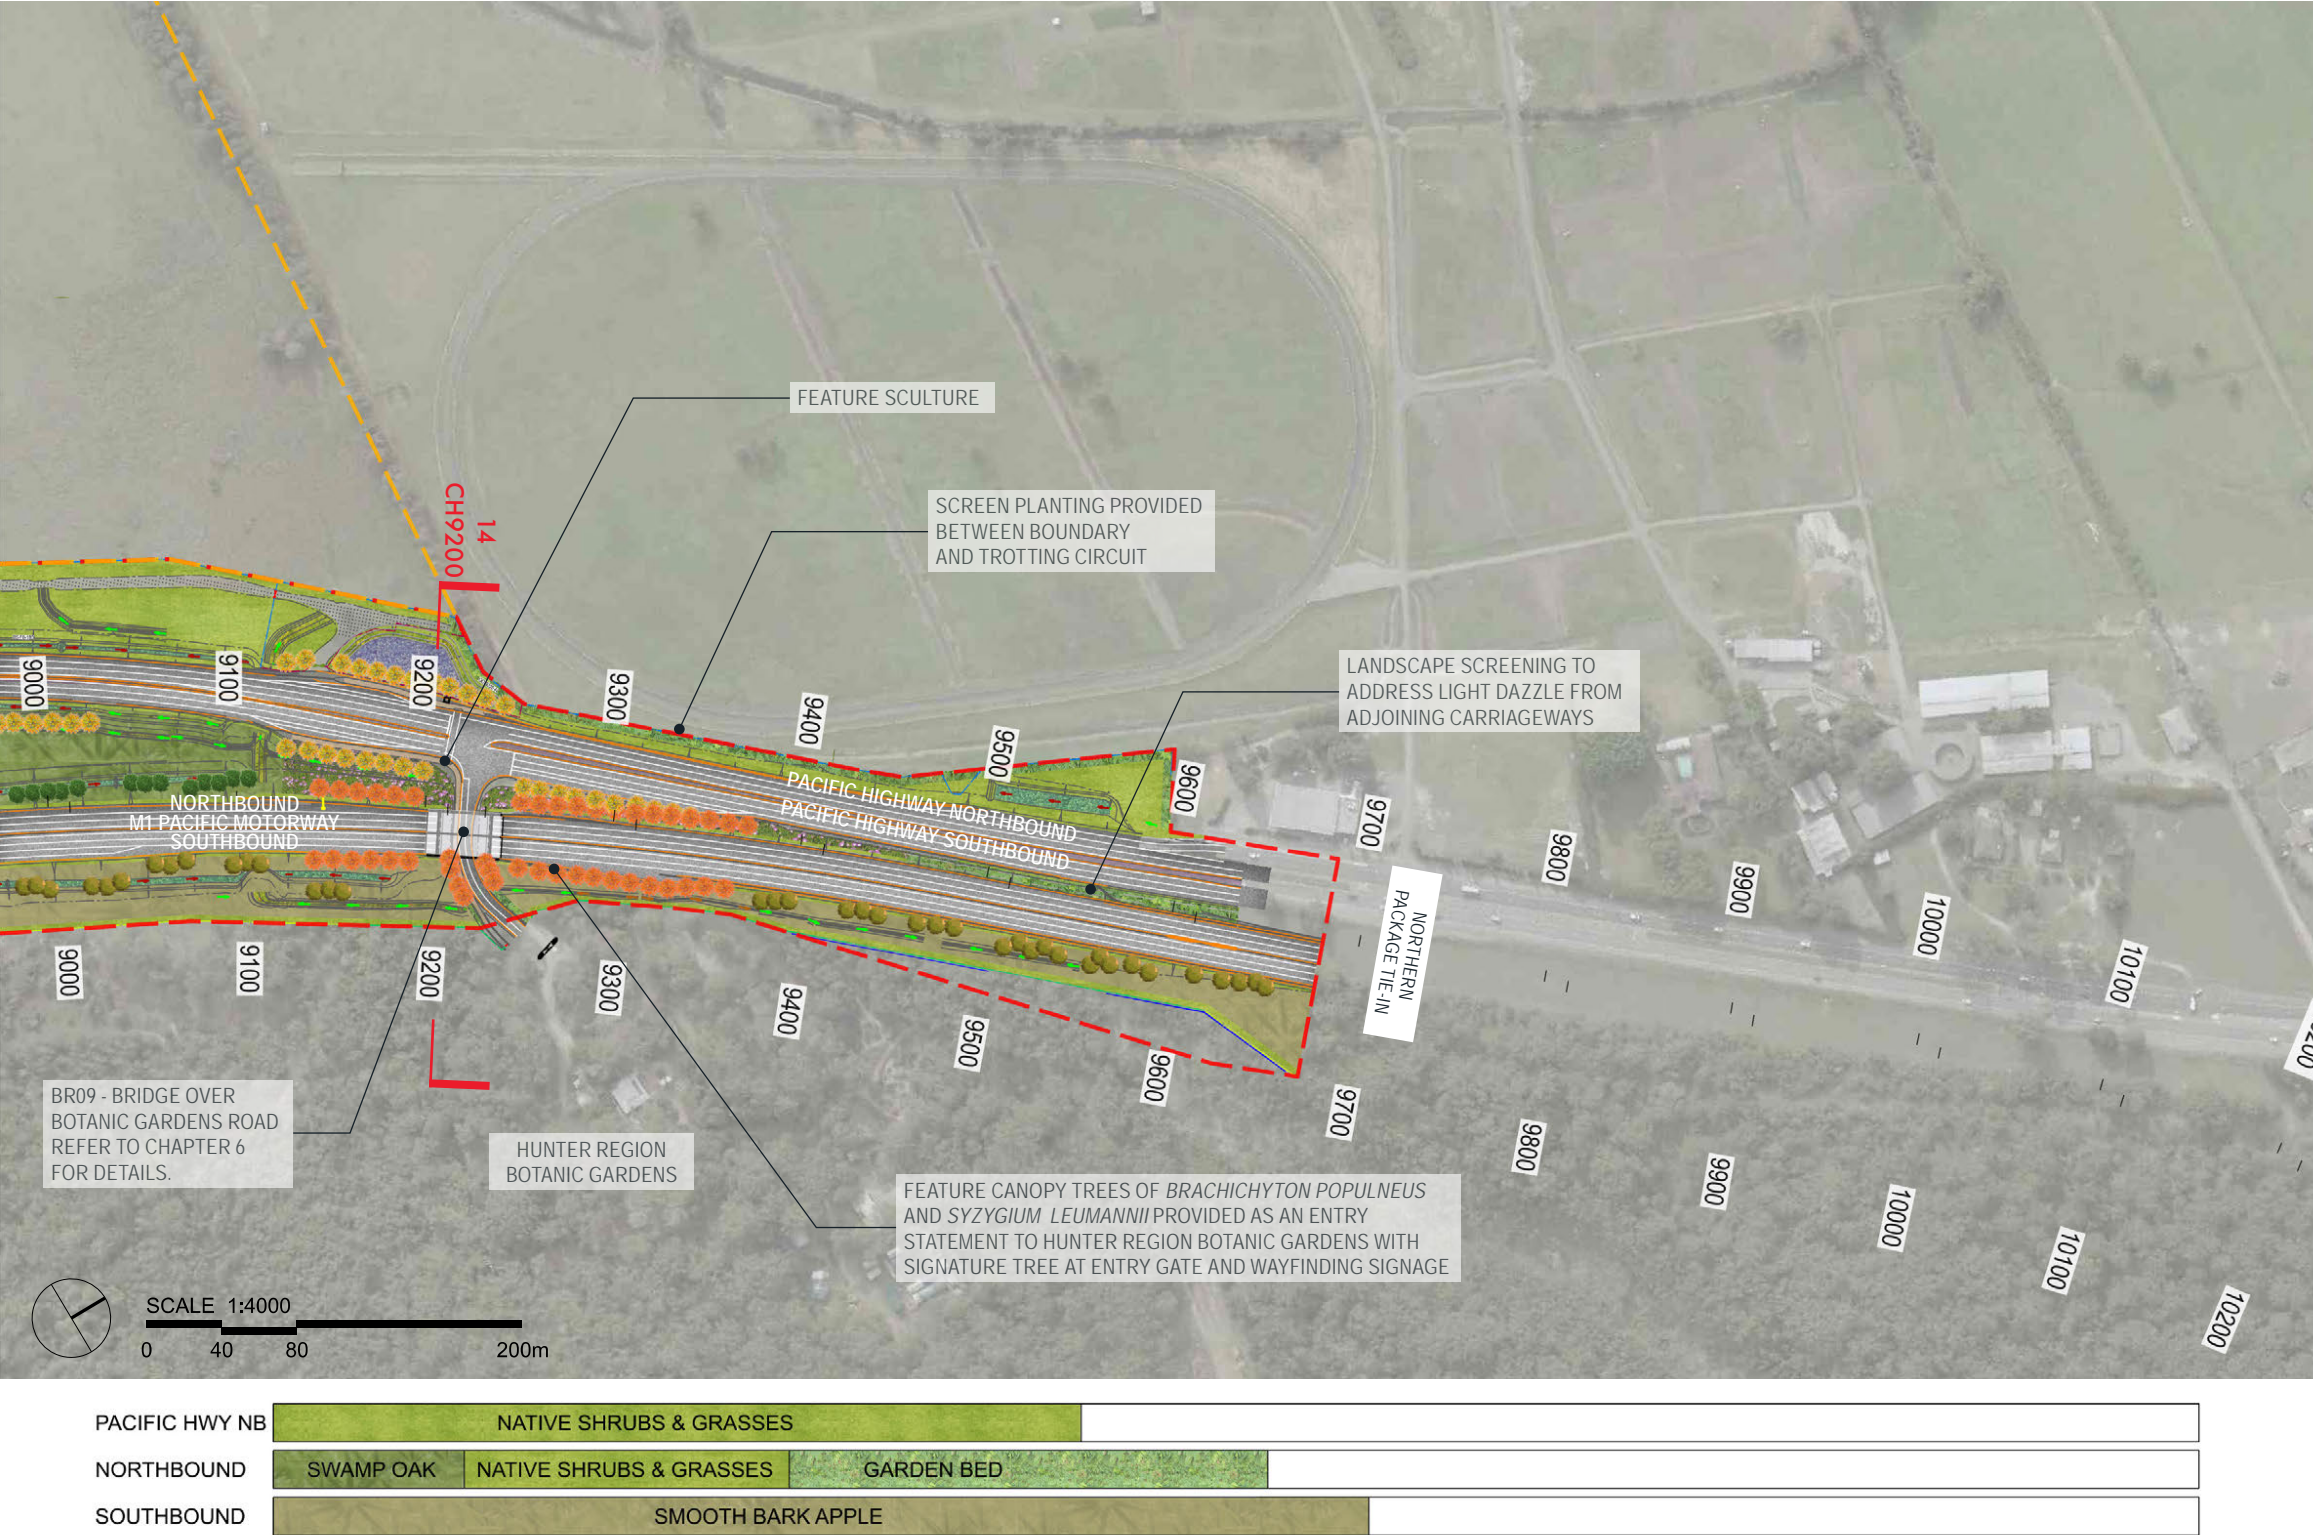 FEATURE SCULTURE
SCREEN PLANTING PROVIDED
BETWEEN BOUNDARY
AND TROTTING CIRCUIT
14
CH9200
LANDSCAPE SCREENING TO
ADDRESS LIGHT DAZZLE FROM
ADJOINING CARRIAGEWAYS
9000
9100
9200
9300
9400
9500
9600
9700
9800
9900
10000
10100
PACIFIC HIGHWAY NORTHBOUND
PACIFIC HIGHWAY SOUTHBOUND
NORTHBOUND
M1 PACIFIC MOTORWAY
SOUTHBOUND
NORTHERN
PACKAGE TIE-IN
9000
9100
9200
9300
9400
9500
9600
9700
9800
9900
10000
10100
10200
BR09 - BRIDGE OVER
BOTANIC GARDENS ROAD
REFER TO CHAPTER 6
FOR DETAILS.
HUNTER REGION
BOTANIC GARDENS
FEATURE CANOPY TREES OF BRACHICHYTON POPULNEUS
AND SYZYGIUM LEUMANNII PROVIDED AS AN ENTRY
STATEMENT TO HUNTER REGION BOTANIC GARDENS WITH
SIGNATURE TREE AT ENTRY GATE AND WAYFINDING SIGNAGE
SCALE 1:4000
0 40 80 200m
PACIFIC HWY NB NATIVE SHRUBS & GRASSES
NORTHBOUND SWAMP OAK NATIVE SHRUBS & GRASSES GARDEN BED
SOUTHBOUND SMOOTH BARK APPLE